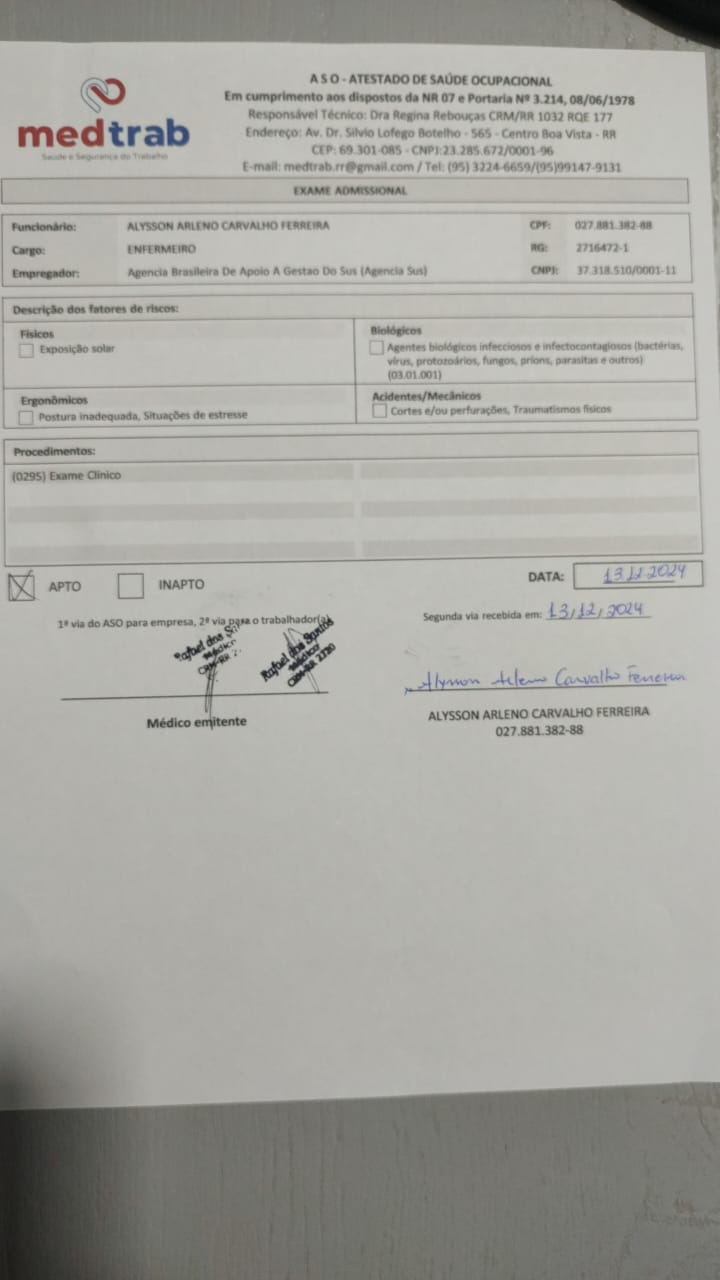 medtrab
Saúde e Segurança do Trabalho
A S O - ATESTADO DE SAÚDE OCUPACIONAL
Em cumprimento aos dispostos da NR 07 e Portaria Nº 3.214, 08/06/1978
Responsável Técnico: Dra Regina Rebouças CRM/RR 1032 RQE 177
Endereço: Av. Dr. Silvio Lofego Botelho - 565 - Centro Boa Vista - RR
CEP: 69.301-085 - CNPJ:23.285.672/0001-96
E-mail: medtrab.rr@gmail.com / Tel: (95) 3224-6659/(95)99147-9131
EXAME ADMISSIONAL
Funcionário: ALYSSON ARLENO CARVALHO FERREIRA CPF: 027.881.382-88
Cargo: ENFERMEIRO RG: 2716472-1
Empregador: Agencia Brasileira De Apoio A Gestao Do Sus (Agencia Sus) CNPJ: 37.318.510/0001-11
Descrição dos fatores de riscos:
Físicos
Exposição solar
Biológicos
Agentes biológicos infecciosos e infectocontagiosos (bactérias,
vírus, protozoários, fungos, príons, parasitas e outros)
(03.01.001)
Ergonômicos
Postura inadequada, Situações de estresse
Acidentes/Mecânicos
Cortes e/ou perfurações, Traumatismos físicos
Procedimentos:
(0295) Exame Clínico
APTO INAPTO DATA: 13.12.2024
1ª via do ASO para empresa, 2ª via para o trabalhador(a)
Segunda via recebida em: 13/12/2024
Rafael dos
Médico
CRM-RR
Rafael dos Santos
Médico
CRM-RR
Médico emitente
Alysson Arleno Carvalho Ferreira
ALYSSON ARLENO CARVALHO FERREIRA
027.881.382-88